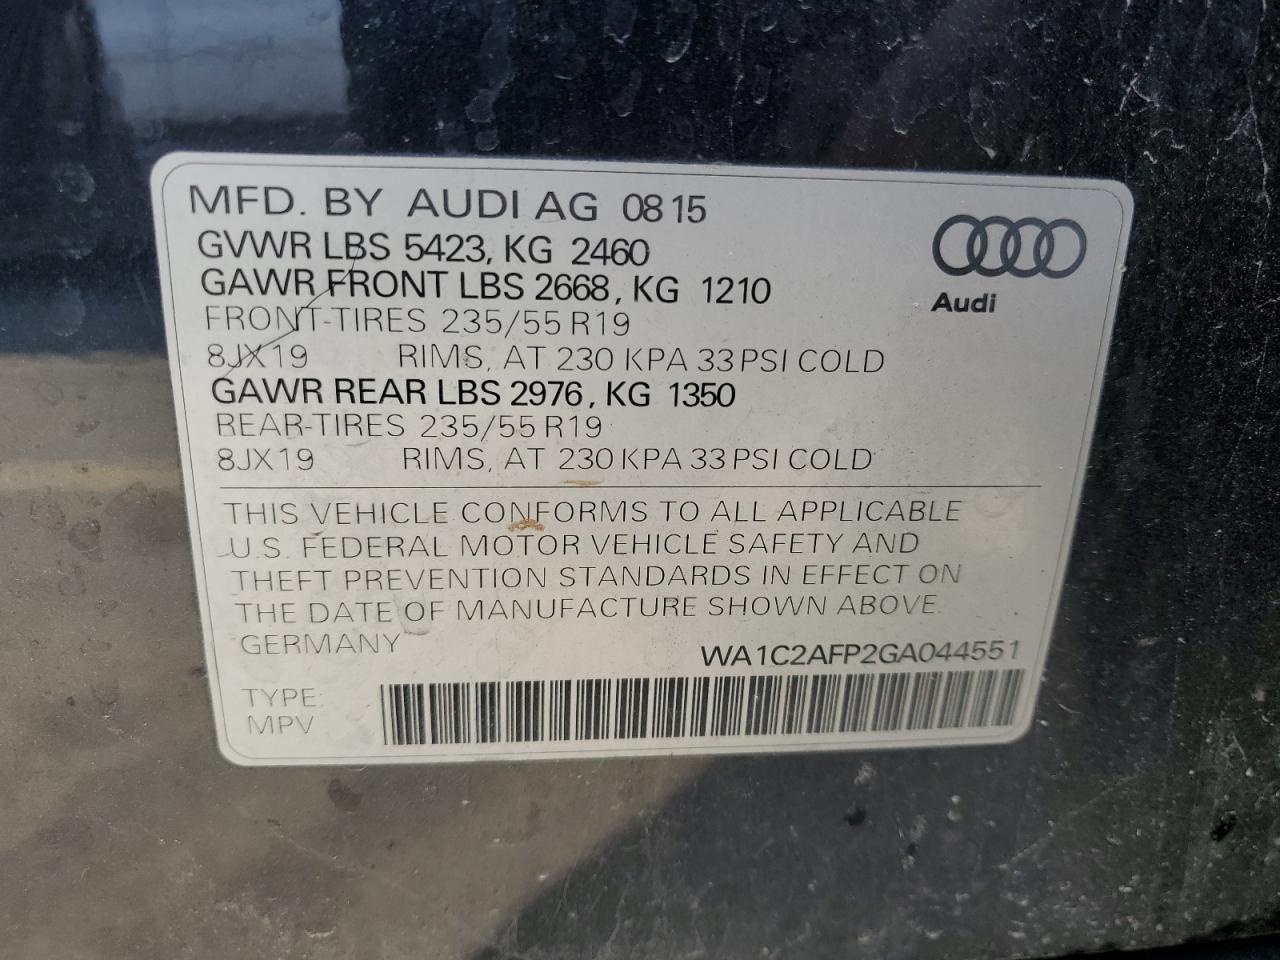 MFD. BY AUDI AG 08 15
GVWR LBS 5423, KG 2460
GAWR FRONT LBS 2668, KG 1210
FRONT-TIRES 235/55 R19
8JX19 RIMS, AT 230 KPA 33 PSI COLD
GAWR REAR LBS 2976, KG 1350
REAR-TIRES 235/55 R19
8JX19 RIMS, AT 230 KPA 33 PSI COLD
Audi
THIS VEHICLE CONFORMS TO ALL APPLICABLE
U.S. FEDERAL MOTOR VEHICLE SAFETY AND
THEFT PREVENTION STANDARDS IN EFFECT ON
THE DATE OF MANUFACTURE SHOWN ABOVE.
GERMANY
WA1C2AFP2GA044551
TYPE:
MPV